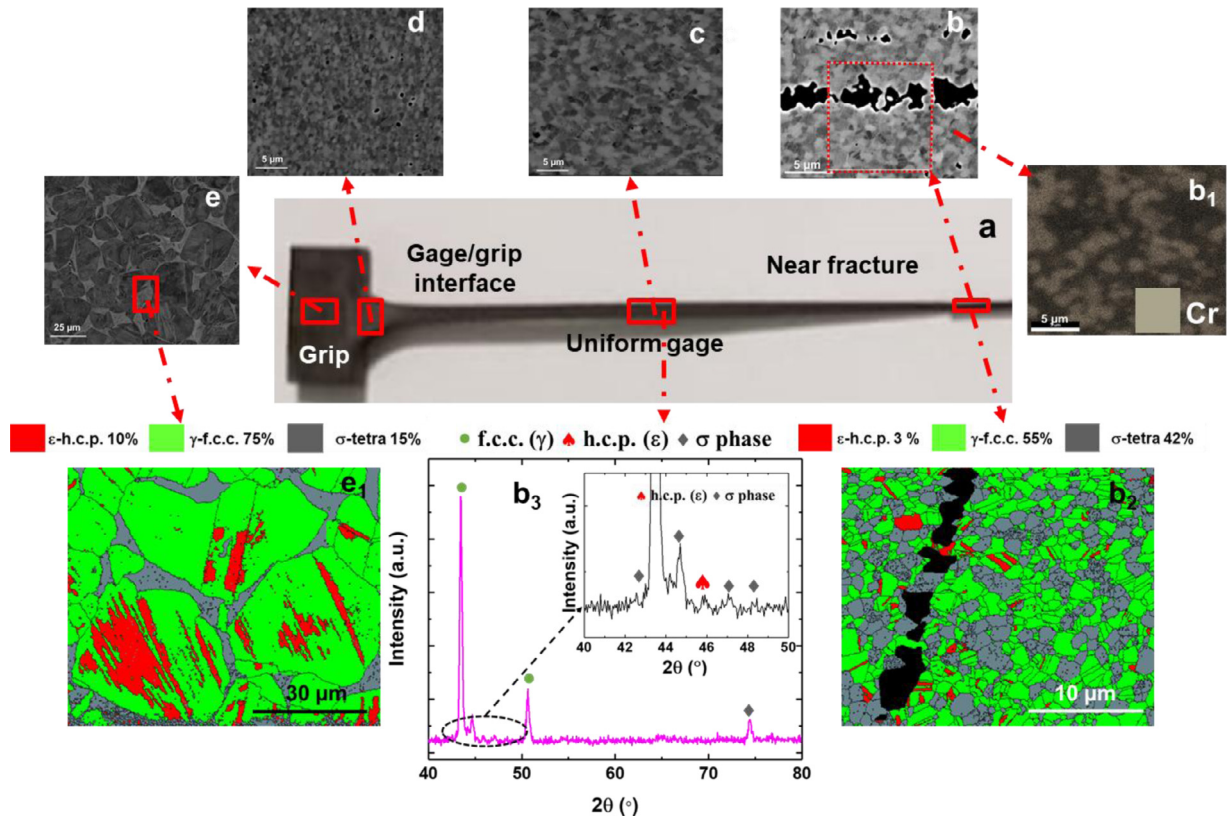 d
5 µm
c
5 µm
b
5 µm
e
25 µm
b1
5 µm
Cr
a
Gage/grip
interface
Near fracture
Grip
Uniform gage
ε-h.c.p. 10% γ-f.c.c. 75% σ-tetra 15%
f.c.c. (γ) h.c.p. (ε) σ phase
ε-h.c.p. 3 % γ-f.c.c. 55% σ-tetra 42%
e1
30 µm
b3
Intensity (a.u.)
40 50 60 70 80
2θ (°)
h.c.p. (ε) σ phase
Intensity (a.u.)
40 42 44 46 48 50
2θ (°)
b2
10 µm